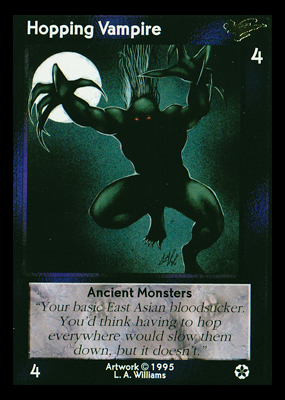 Hopping Vampire
4
Ancient Monsters
"Your basic East Asian bloodsucker.
You'd think having to hop
everywhere would slow them
down, but it doesn't."
4
Artwork © 1995
L. A. Williams